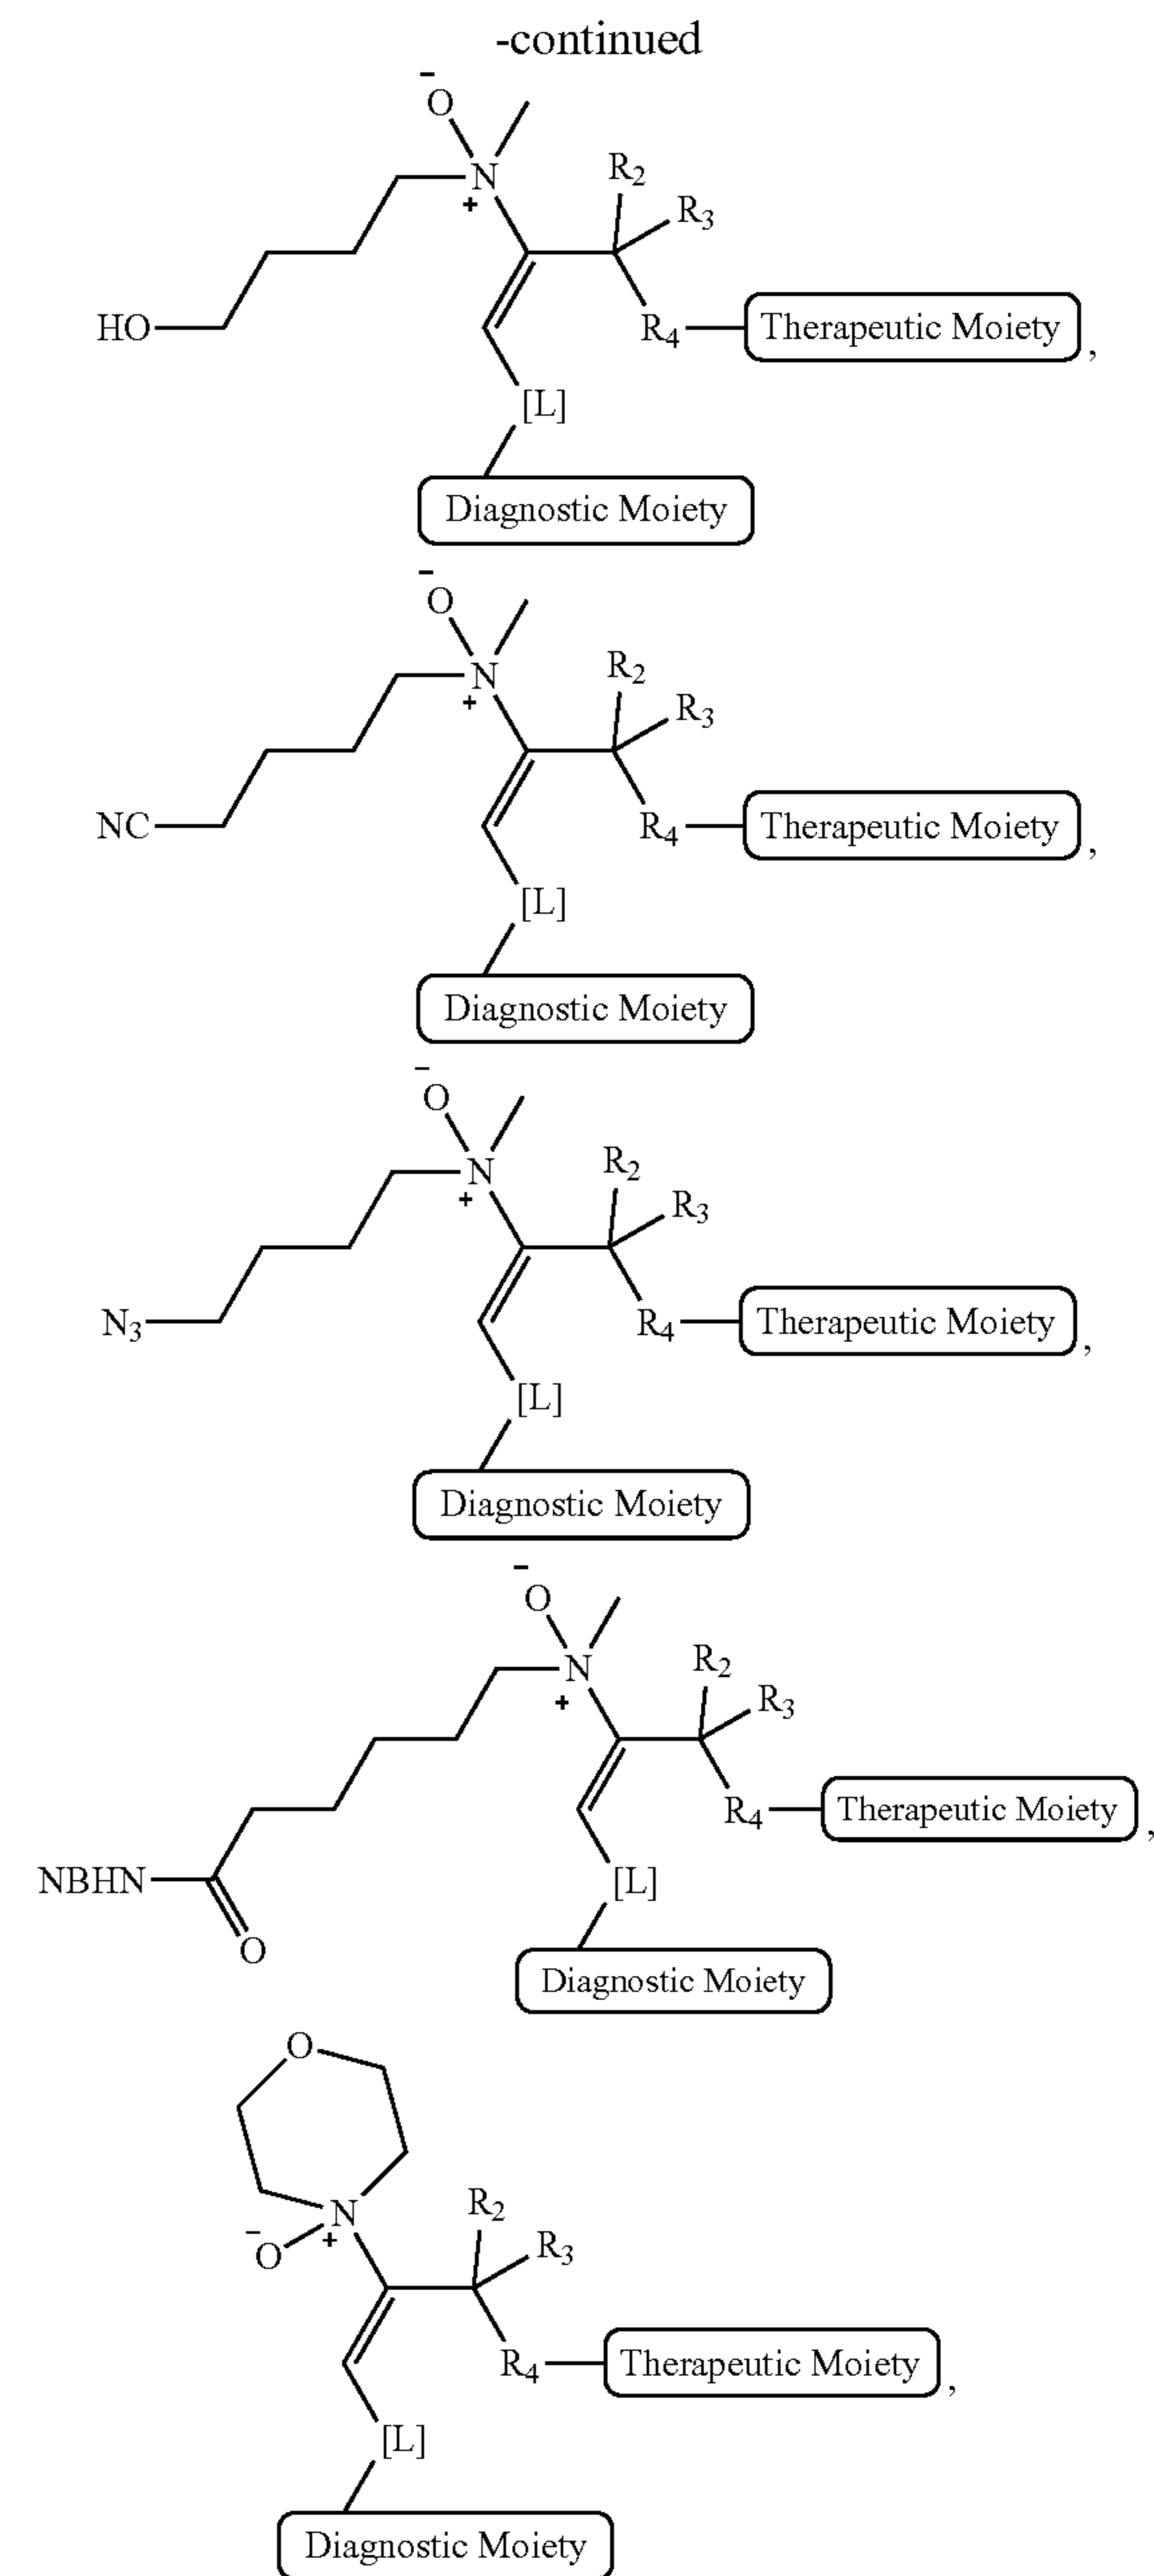 -continued
−
O
N
+
R2
R3
HO
R4
Therapeutic Moiety
,
[L]
Diagnostic Moiety
−
O
N
+
R2
R3
NC
R4
Therapeutic Moiety
,
[L]
Diagnostic Moiety
−
O
N
+
R2
R3
N3
R4
Therapeutic Moiety
,
[L]
Diagnostic Moiety
−
O
N
+
R2
R3
R4
Therapeutic Moiety
,
NBHN
[L]
O
Diagnostic Moiety
O
N
+
−
O
R2
R3
R4
Therapeutic Moiety
,
[L]
Diagnostic Moiety